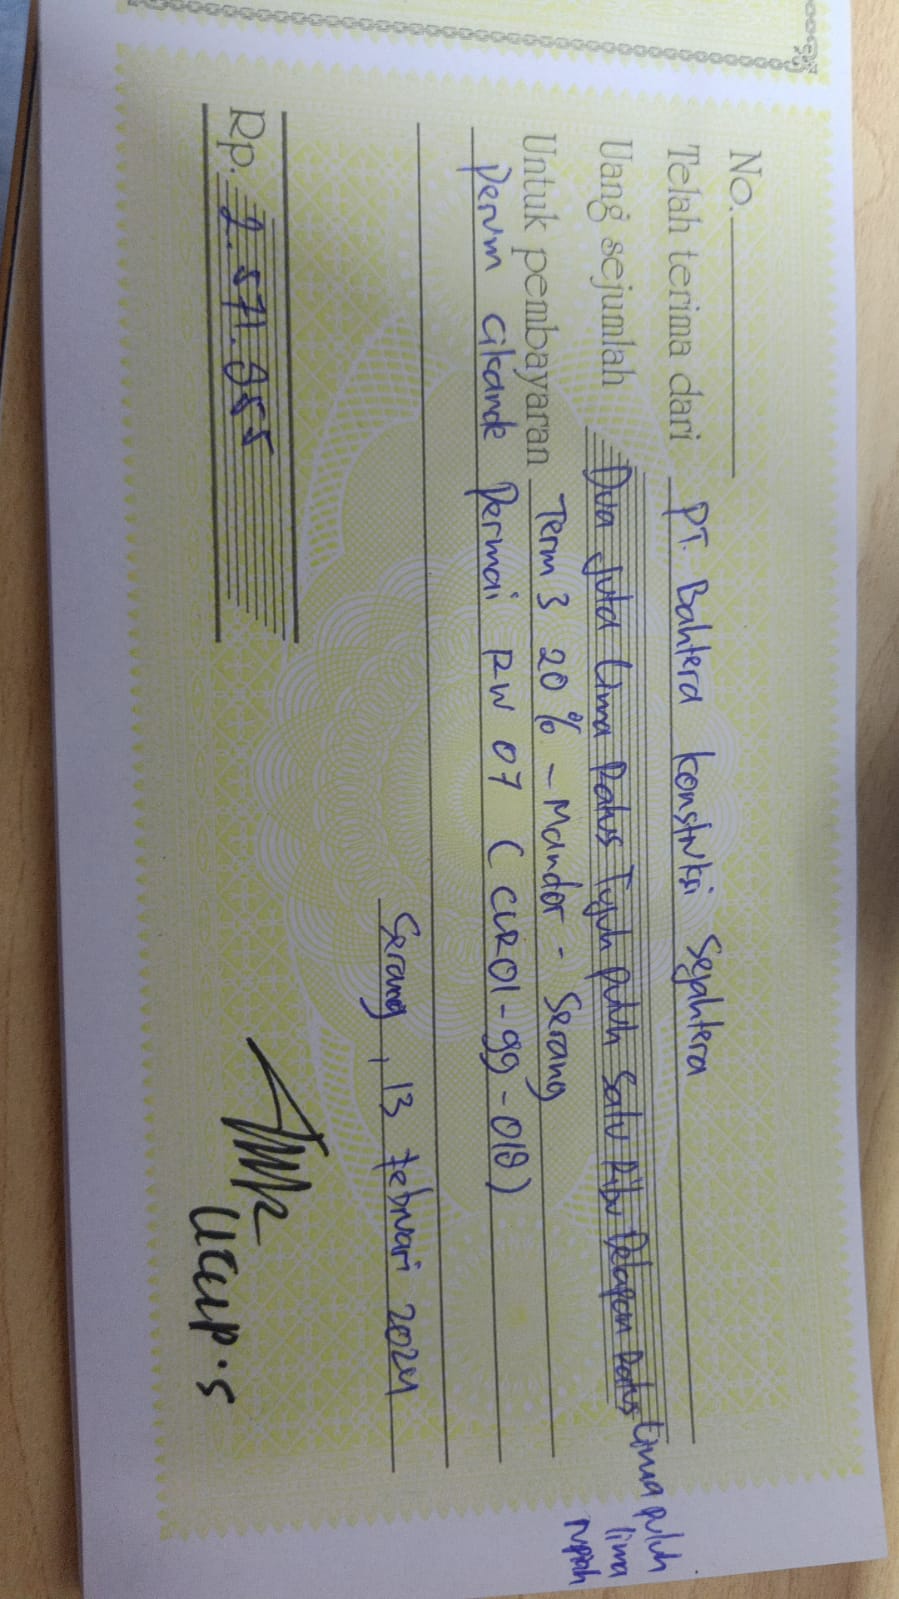 No.
Telah terima dari PT. Bahtera Konstruksi Sejahtera
Uang sejumlah Dua Juta Lima Ratus Tujuh puluh Satu Ribu Delapan Ratus Lima puluh
lima
rupiah
Untuk pembayaran Term 3 20% - Mandor - Serang
Perum Cikande Permai RW 07 (CLR01-99-018)
Serang, 13 Februari 2024
Rp. 2.571.855
Ucup.S